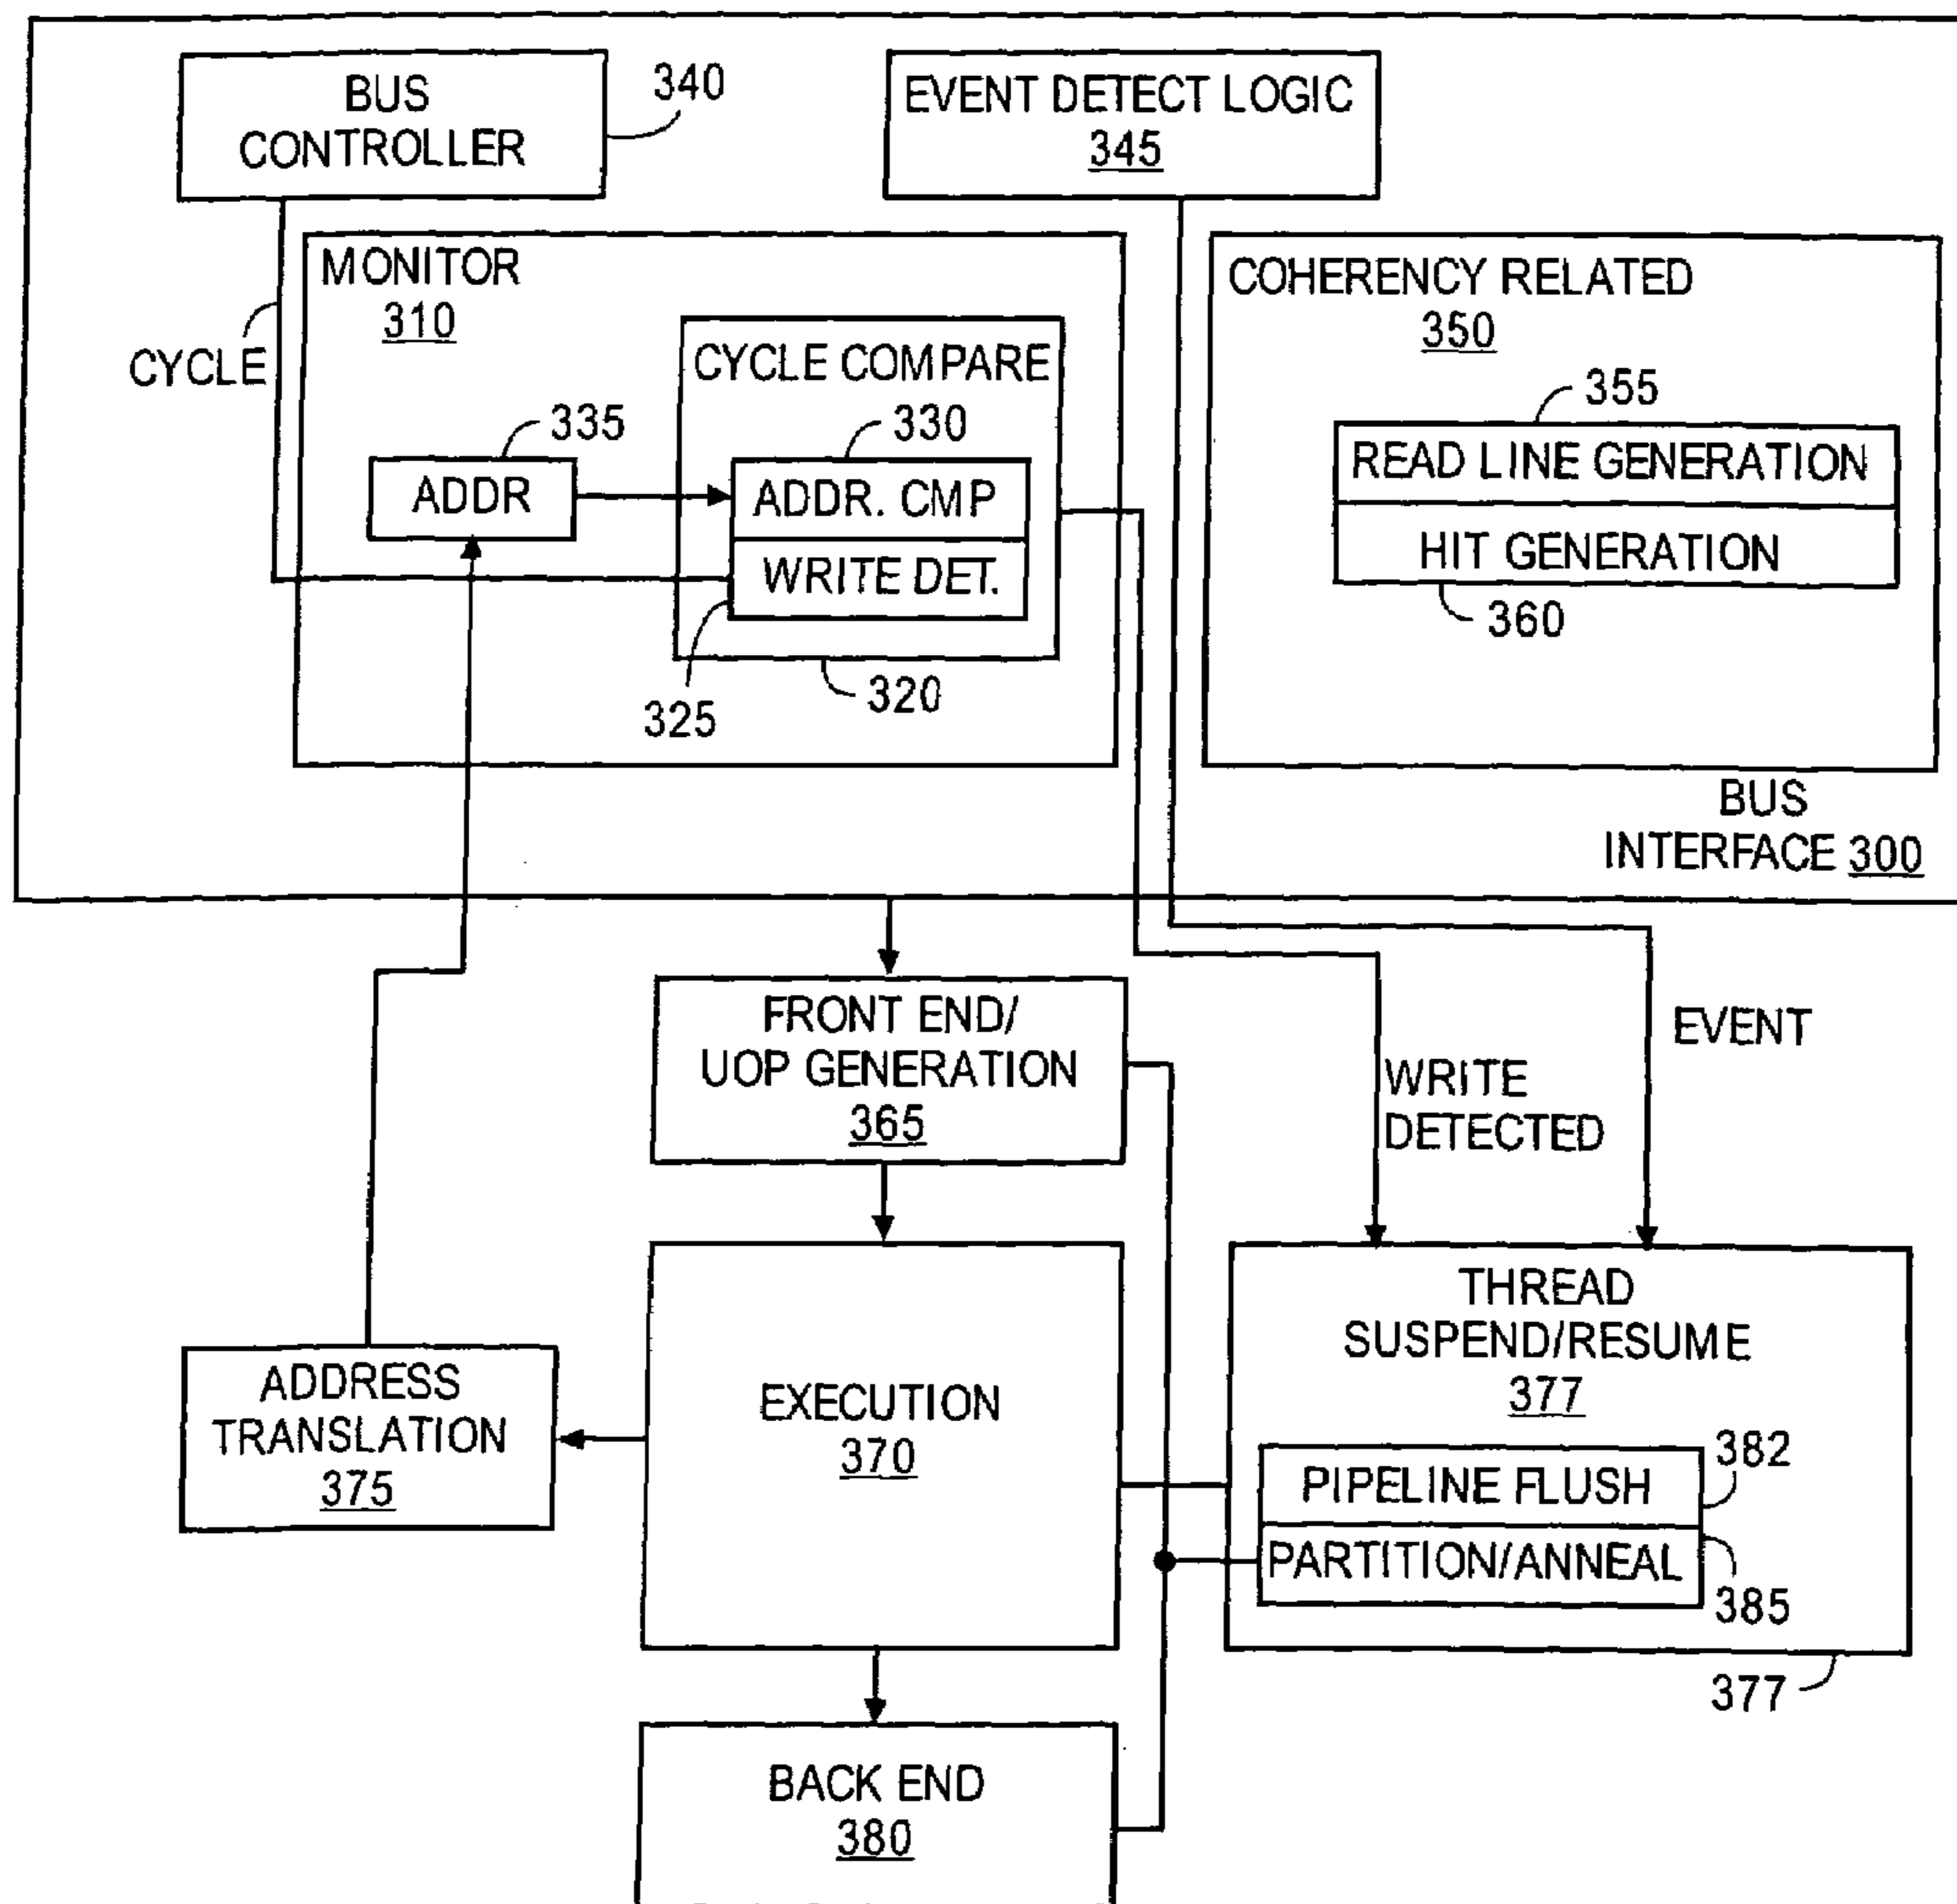 BUS
CONTROLLER
340
EVENT DETECT LOGIC
345
MONITOR
310
CYCLE
CYCLE COMPARE
335
330
ADDR
ADDR. CMP
WRITE DET.
325
320
COHERENCY RELATED
350
355
READ LINE GENERATION
HIT GENERATION
360
BUS
INTERFACE 300
FRONT END/
UOP GENERATION
365
WRITE
DETECTED
EVENT
ADDRESS
TRANSLATION
375
EXECUTION
370
THREAD
SUSPEND/RESUME
377
382
PIPELINE FLUSH
PARTITION/ANNEAL
385
377
BACK END
380